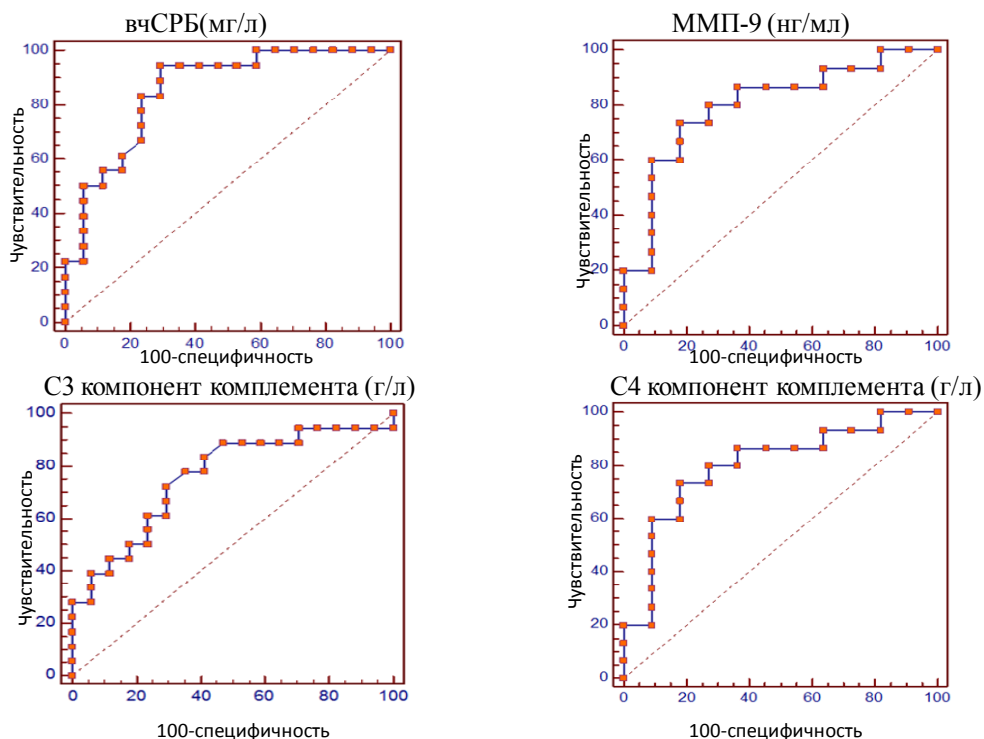 вчСРБ(мг/л)
100
80
60
40
20
0
Чувствительность
0 20 40 60 80 100
100-специфичность
ММП-9 (нг/мл)
100
80
60
40
20
0
Чувствительность
0 20 40 60 80 100
100-специфичность
С3 компонент комплемента (г/л)
100
80
60
40
20
0
Чувствительность
0 20 40 60 80 100
100-специфичность
С4 компонент комплемента (г/л)
100
80
60
40
20
0
Чувствительность
0 20 40 60 80 100
100-специфичность